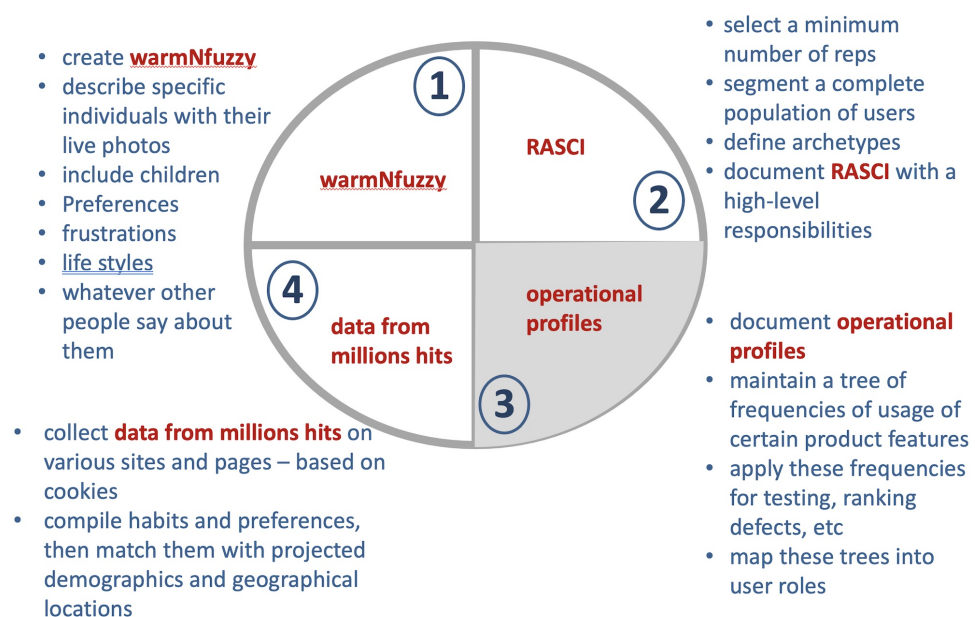 • create warmNfuzzy
• describe specific
individuals with their
live photos
• include children
• Preferences
• frustrations
• life styles
• whatever other
people say about
them
1
warmNfuzzy
RASCI
2
• select a minimum
number of reps
• segment a complete
population of users
• define archetypes
• document RASCI with a
high-level
responsibilities
4
data from
millions hits
operational
profiles
3
• document operational
profiles
• maintain a tree of
frequencies of usage of
certain product features
• apply these frequencies
for testing, ranking
defects, etc
• map these trees into
user roles
• collect data from millions hits on
various sites and pages – based on
cookies
• compile habits and preferences,
then match them with projected
demographics and geographical
locations